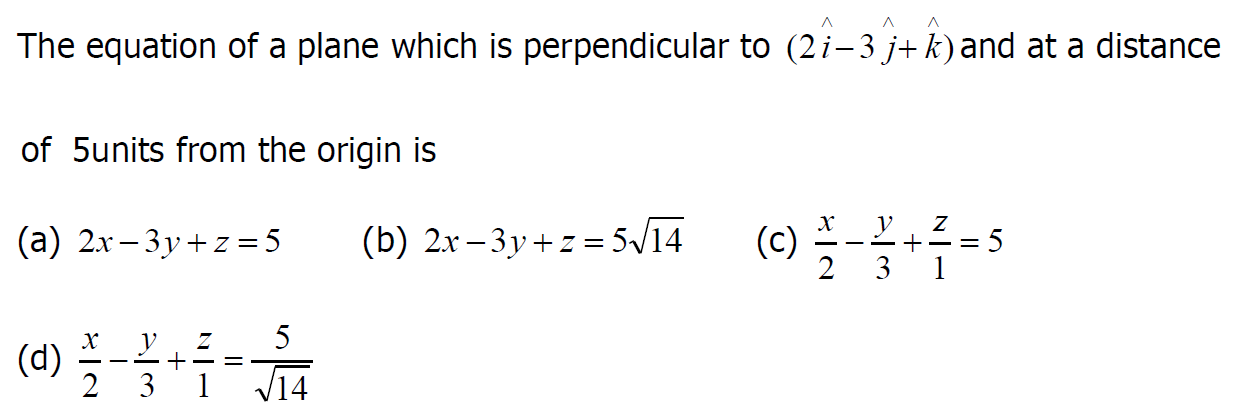 The equation of a plane which is perpendicular to $(2\hat{i}-3\hat{j}+\hat{k})$ and at a distance
of 5units from the origin is
(a) $2x-3y+z=5$ (b) $2x-3y+z=5\sqrt{14}$ (c) $\frac{x}{2}-\frac{y}{3}+\frac{z}{1}=5$
(d) $\frac{x}{2}-\frac{y}{3}+\frac{z}{1}=\frac{5}{\sqrt{14}}$